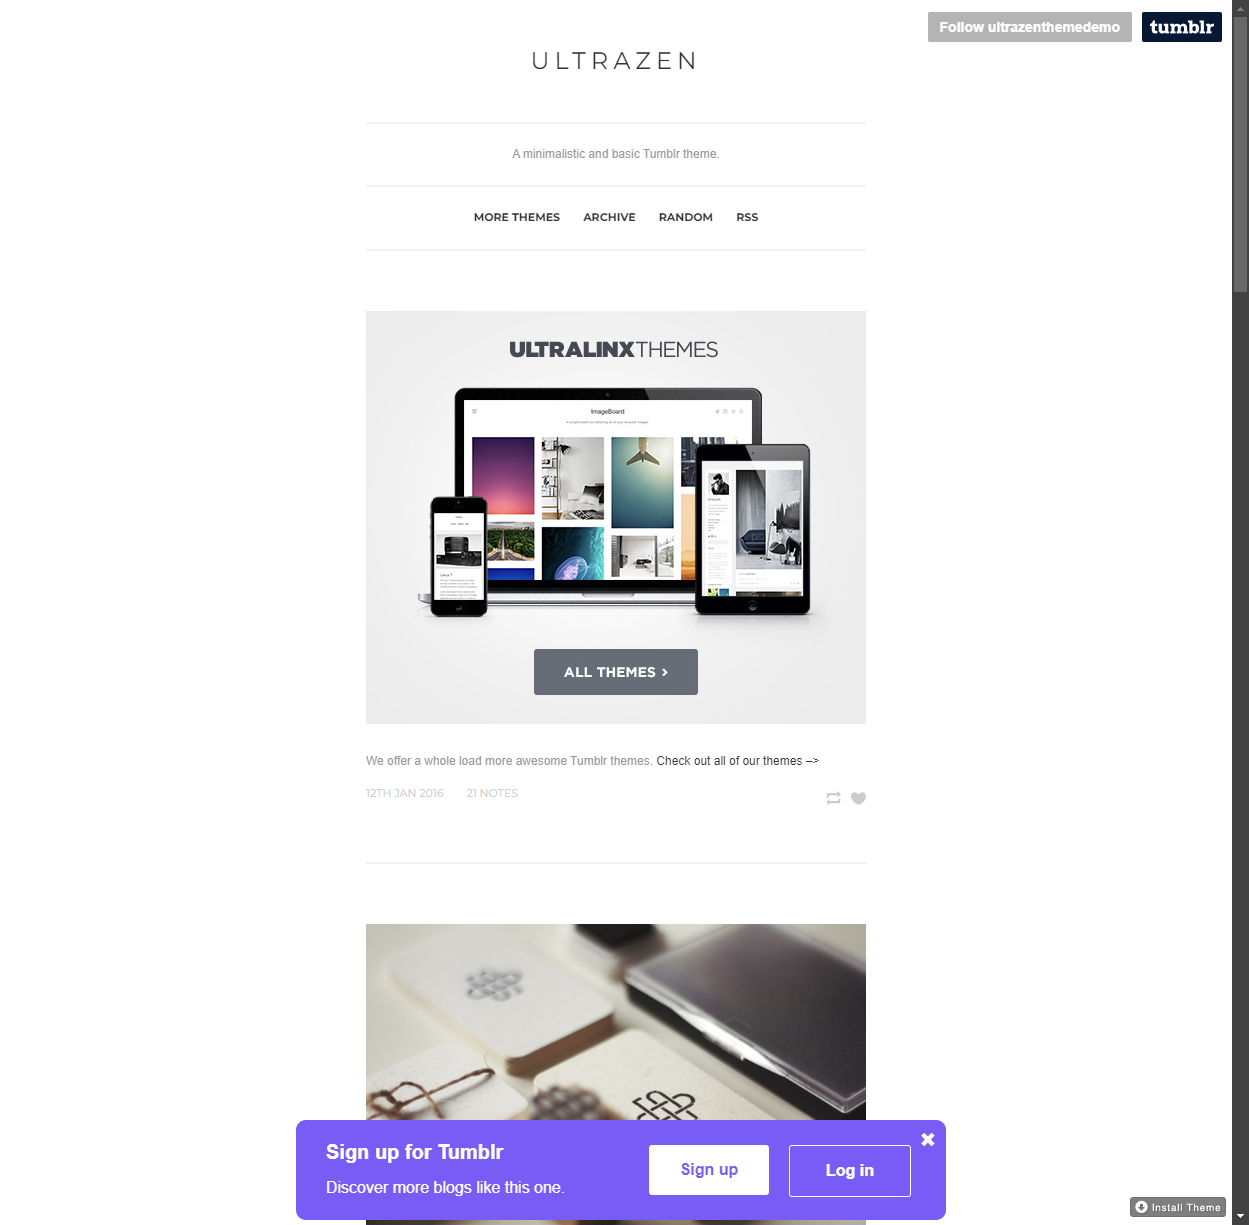 Follow ultrazenthemedemo
tumblr
ULTRAZEN
A minimalistic and basic Tumblr theme.
MORE THEMES ARCHIVE RANDOM RSS
ULTRALINXTHEMES
ImageBoard
ALL THEMES >
We offer a whole load more awesome Tumblr themes. Check out all of our themes –>
12TH JAN 2016 21 NOTES
Sign up for Tumblr
Discover more blogs like this one.
Sign up
Log in
Install Theme